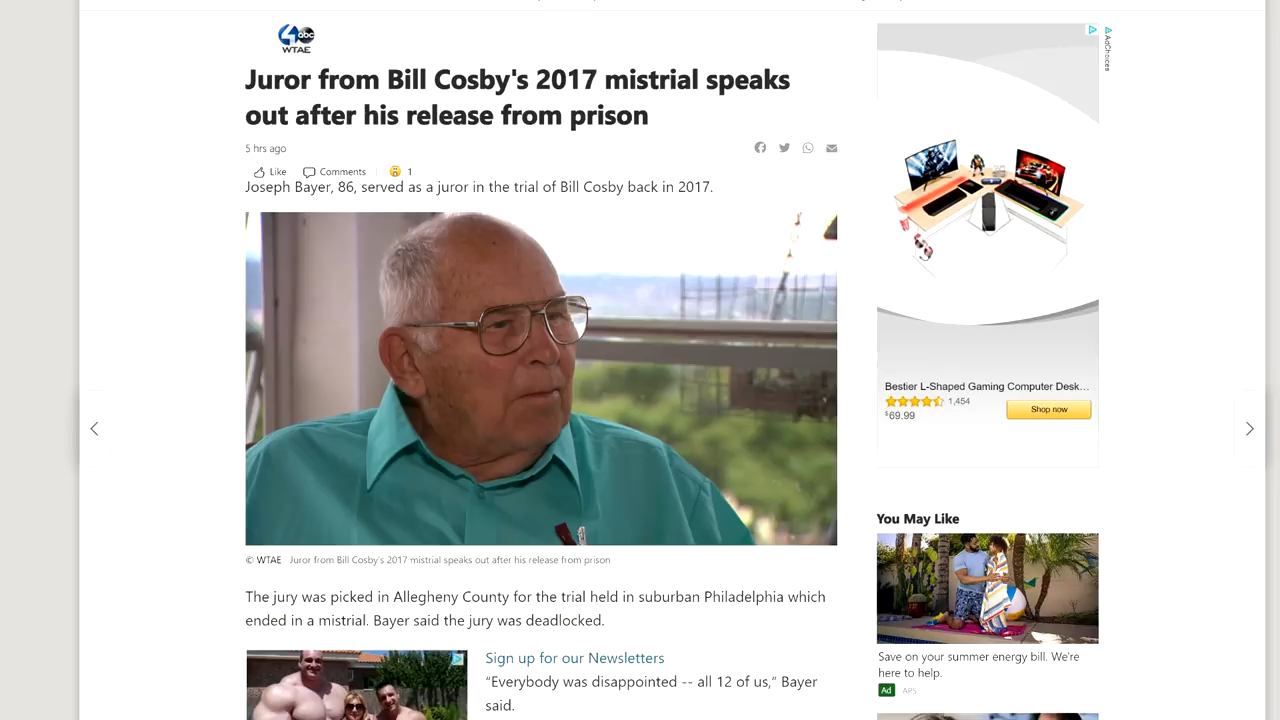 4 abc
WTAE
Juror from Bill Cosby's 2017 mistrial speaks
out after his release from prison
5 hrs ago
Like
Comments
1
Joseph Bayer, 86, served as a juror in the trial of Bill Cosby back in 2017.
© WTAE Juror from Bill Cosby's 2017 mistrial speaks out after his release from prison
The jury was picked in Allegheny County for the trial held in suburban Philadelphia which
ended in a mistrial. Bayer said the jury was deadlocked.
Sign up for our Newsletters
“Everybody was disappointed -- all 12 of us,” Bayer
said.
AdChoices
Bestier L-Shaped Gaming Computer Desk...
1,454
$69.99
Shop now
You May Like
Save on your summer energy bill. We're
here to help.
Ad APS